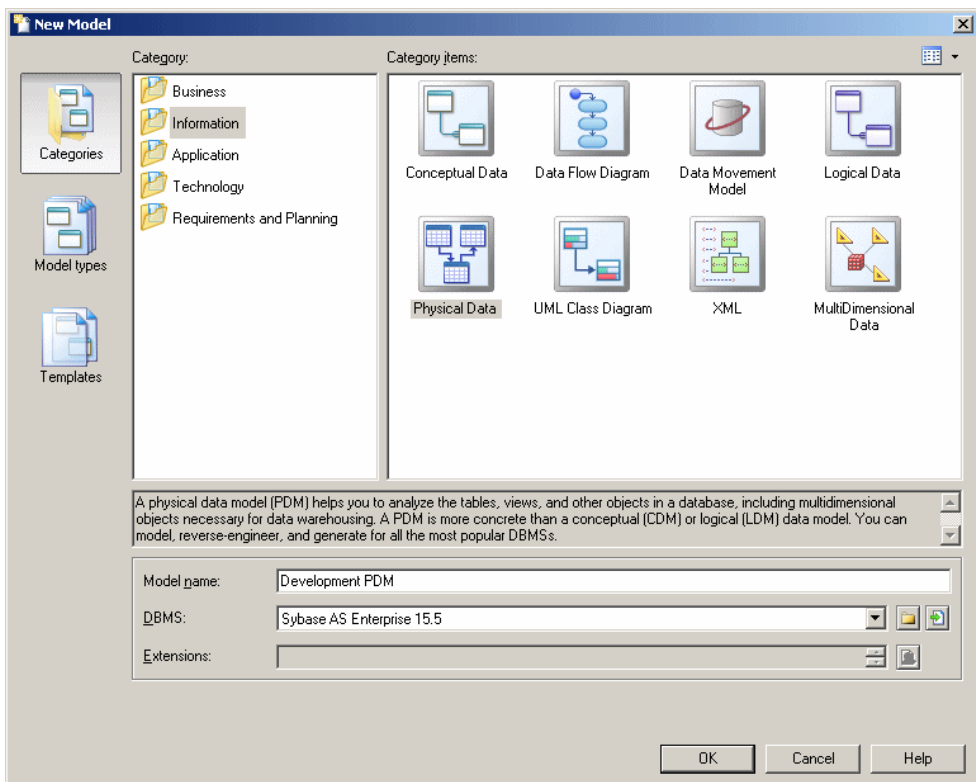 New Model
Category:
Category items:
Categories
Model types
Templates
Business
Information
Application
Technology
Requirements and Planning
Conceptual Data
Data Flow Diagram
Data Movement
Model
Logical Data
Physical Data
UML Class Diagram
XML
MultiDimensional
Data
A physical data model (PDM) helps you to analyze the tables, views, and other objects in a database, including multidimensional
objects necessary for data warehousing. A PDM is more concrete than a conceptual (CDM) or logical (LDM) data model. You can
model, reverse-engineer, and generate for all the most popular DBMSs.
Model name:
Development PDM
DBMS:
Sybase AS Enterprise 15.5
Extensions:
OK
Cancel
Help